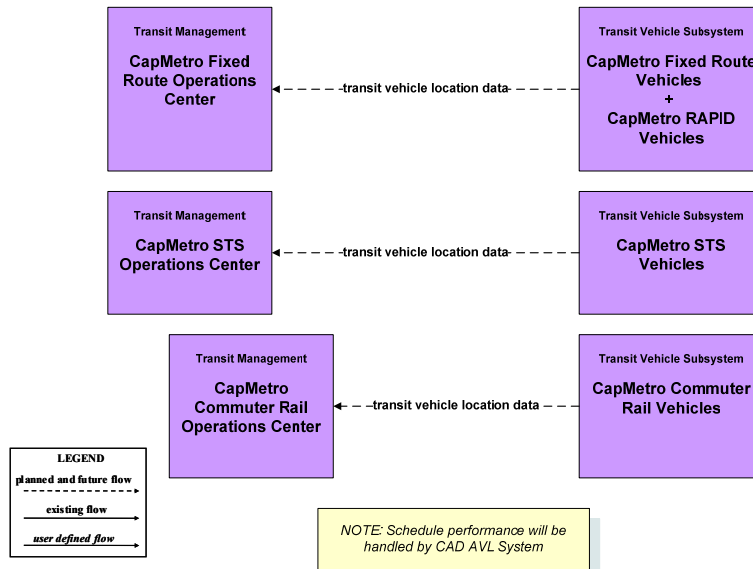 Transit Management
CapMetro Fixed
Route Operations
Center
transit vehicle location data
Transit Vehicle Subsystem
CapMetro Fixed Route
Vehicles
+
CapMetro RAPID
Vehicles
Transit Management
CapMetro STS
Operations Center
transit vehicle location data
Transit Vehicle Subsystem
CapMetro STS
Vehicles
Transit Management
CapMetro
Commuter Rail
Operations Center
transit vehicle location data
Transit Vehicle Subsystem
CapMetro Commuter
Rail Vehicles
LEGEND
planned and future flow
existing flow
user defined flow
NOTE: Schedule performance will be
handled by CAD AVL System